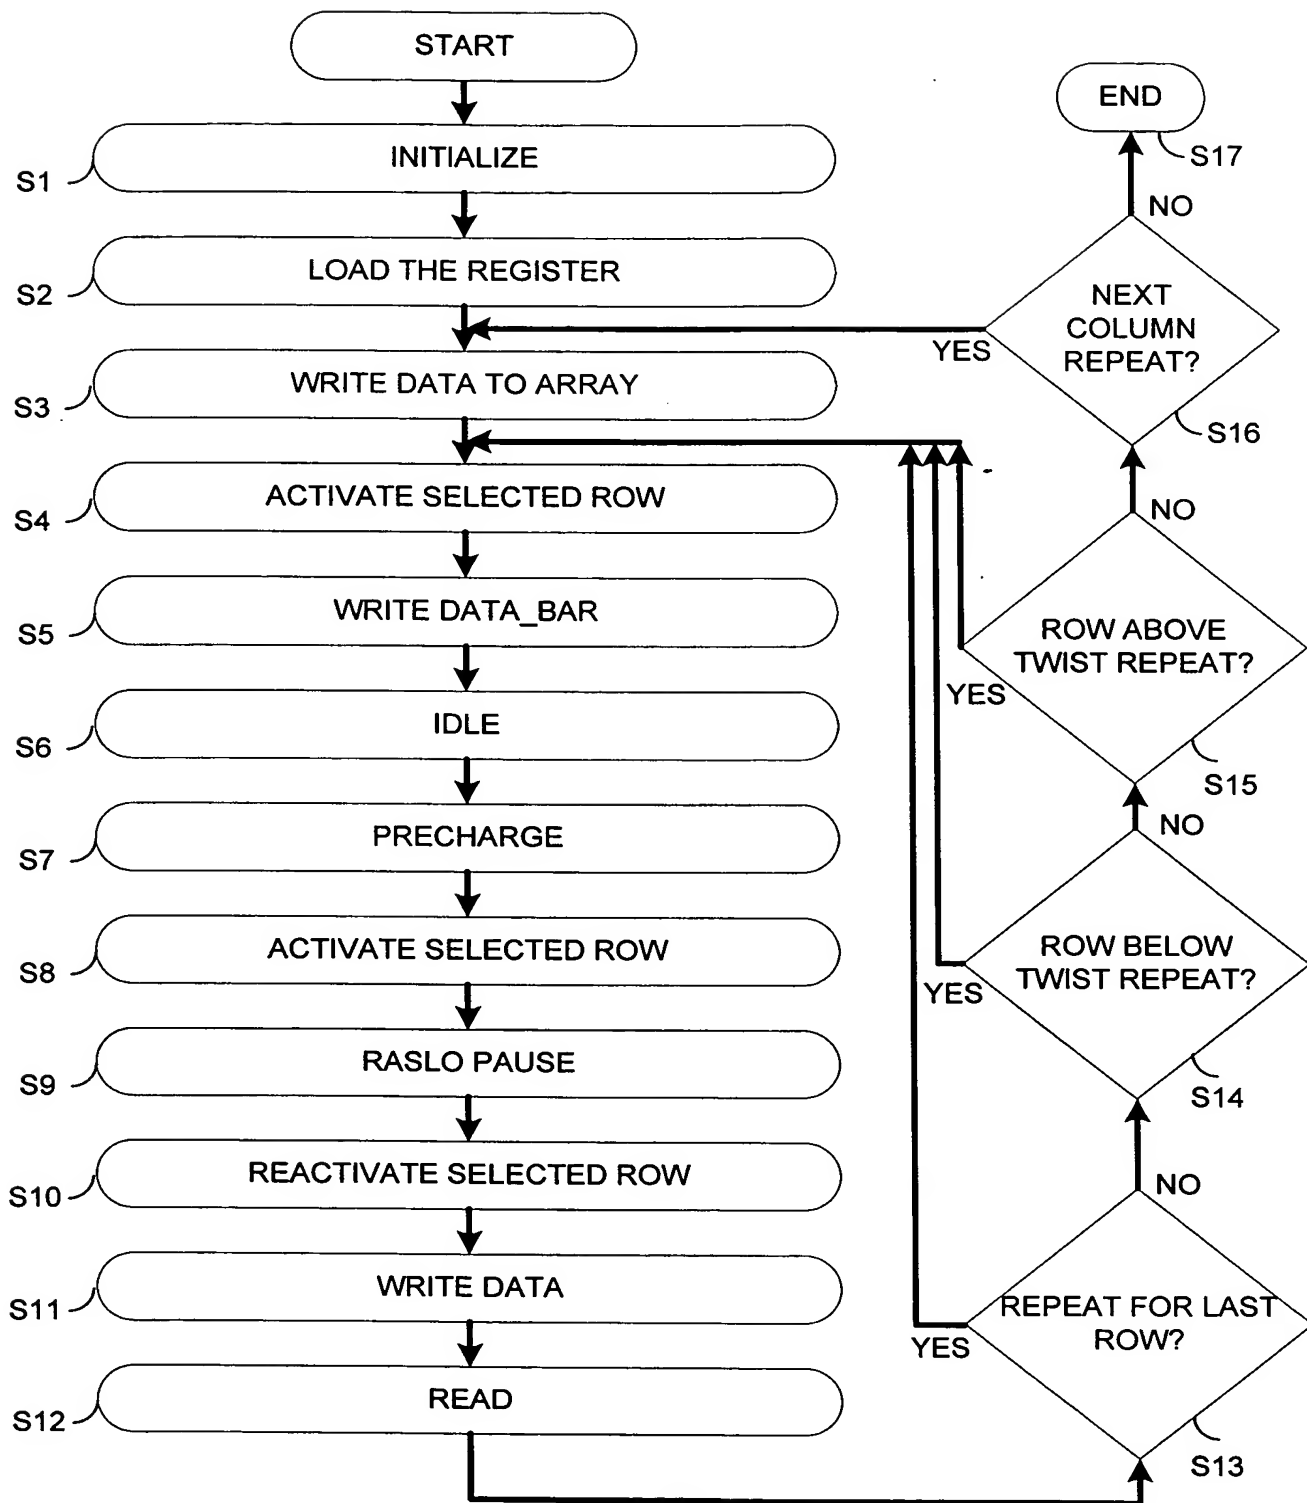 START
INITIALIZE
S1
LOAD THE REGISTER
S2
WRITE DATA TO ARRAY
S3
ACTIVATE SELECTED ROW
S4
WRITE DATA_BAR
S5
IDLE
S6
PRECHARGE
S7
ACTIVATE SELECTED ROW
S8
RASLO PAUSE
S9
REACTIVATE SELECTED ROW
S10
WRITE DATA
S11
READ
S12
REPEAT FOR LAST
ROW?
YES
NO
S13
ROW BELOW
TWIST REPEAT?
YES
NO
S14
ROW ABOVE
TWIST REPEAT?
YES
NO
S15
NEXT
COLUMN
REPEAT?
YES
NO
S16
END
S17